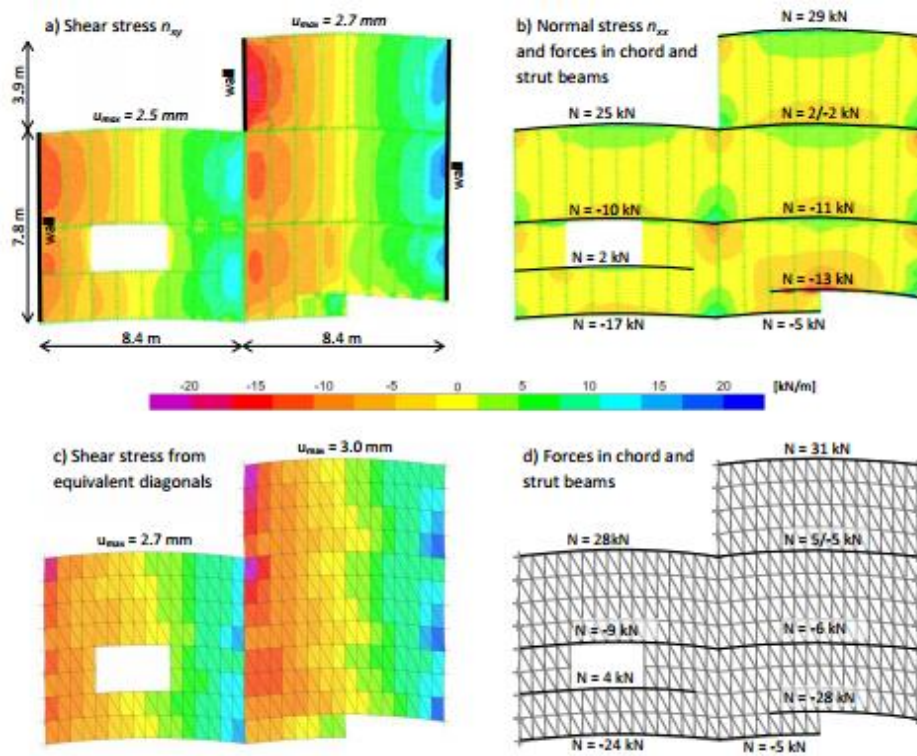 a) Shear stress nxy
umax = 2.7 mm
b) Normal stress nxx
and forces in chord and
strut beams
N = 29 kN
3.9 m
wall
umax = 2.5 mm
N = 25 kN
N = 2/-2 kN
7.8 m
wall
wall
N = -10 kN
N = -11 kN
N = 2 kN
N = -13 kN
N = -17 kN
N = -5 kN
8.4 m
8.4 m
-20 -15 -10 -5 0 5 10 15 20 [kN/m]
c) Shear stress from
equivalent diagonals
umax = 3.0 mm
d) Forces in chord and
strut beams
N = 31 kN
umax = 2.7 mm
N = 28kN
N = 5/-5 kN
N = -9 kN
N = -6 kN
N = 4 kN
N = -28 kN
N = -24 kN
N = -5 kN